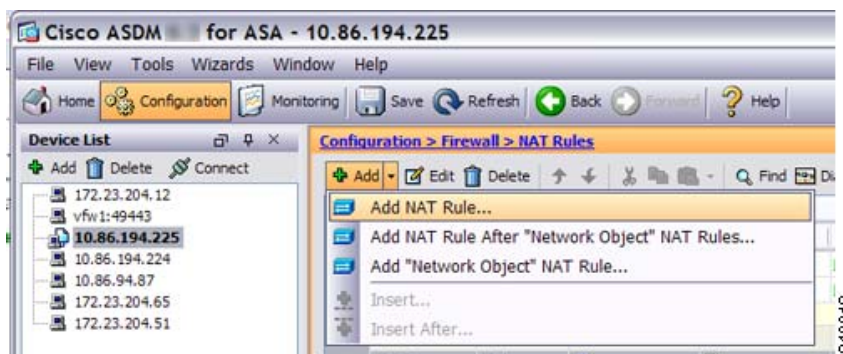 Cisco ASDM for ASA - 10.86.194.225
File View Tools Wizards Window Help
Home Configuration Monitoring Save Refresh Back Forward Help
Device List
Configuration > Firewall > NAT Rules
Add Delete Connect
Add Edit Delete Find Di
172.23.204.12
vfw1:49443
10.86.194.225
10.86.194.224
10.86.94.87
172.23.204.65
172.23.204.51
Add NAT Rule...
Add NAT Rule After "Network Object" NAT Rules...
Add "Network Object" NAT Rule...
Insert...
Insert After...